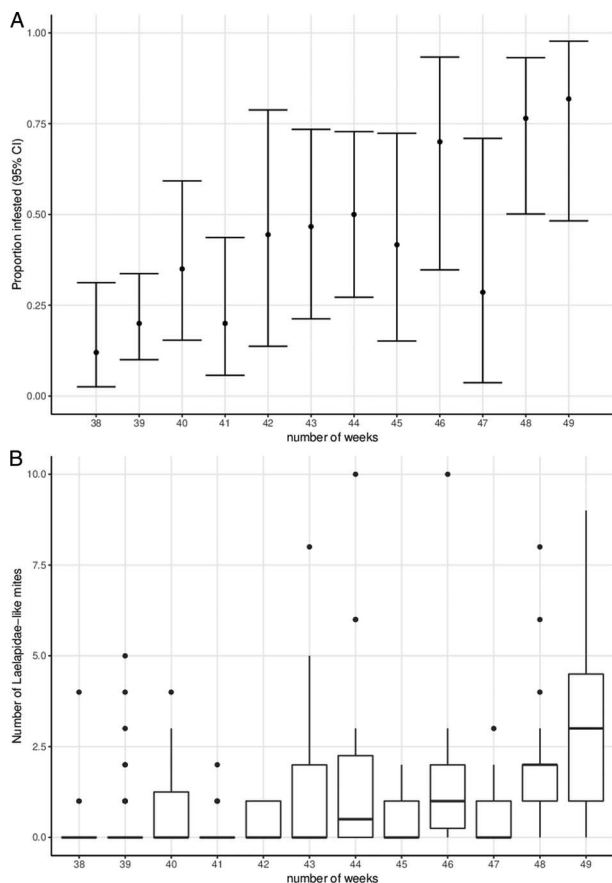 A
Proportion infested (95% CI)
1.00
0.75
0.50
0.25
0.00
38 39 40 41 42 43 44 45 46 47 48 49
number of weeks
B
Number of Laelapidae-like mites
10.0
7.5
5.0
2.5
0.0
38 39 40 41 42 43 44 45 46 47 48 49
number of weeks